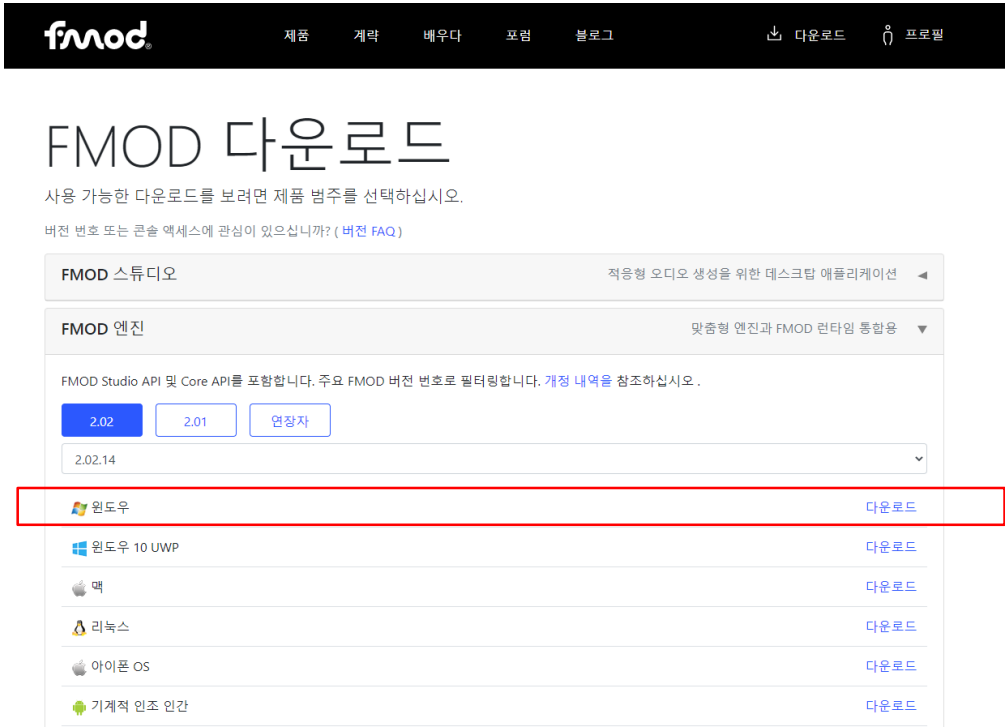 fmod® 제품 계략 배우다 포럼 블로그 다운로드 프로필
FMOD 다운로드
사용 가능한 다운로드를 보려면 제품 범주를 선택하십시오.
버전 번호 또는 콘솔 액세스에 관심이 있으십니까? ( 버전 FAQ )
FMOD 스튜디오 적응형 오디오 생성을 위한 데스크탑 애플리케이션 ◀
FMOD 엔진 맞춤형 엔진과 FMOD 런타임 통합용 ▼
FMOD Studio API 및 Core API를 포함합니다. 주요 FMOD 버전 번호로 필터링합니다. 개정 내역을 참조하십시오 .
2.02 2.01 연장자
2.02.14
윈도우 다운로드
윈도우 10 UWP 다운로드
맥 다운로드
리눅스 다운로드
아이폰 OS 다운로드
기계적 인조 인간 다운로드